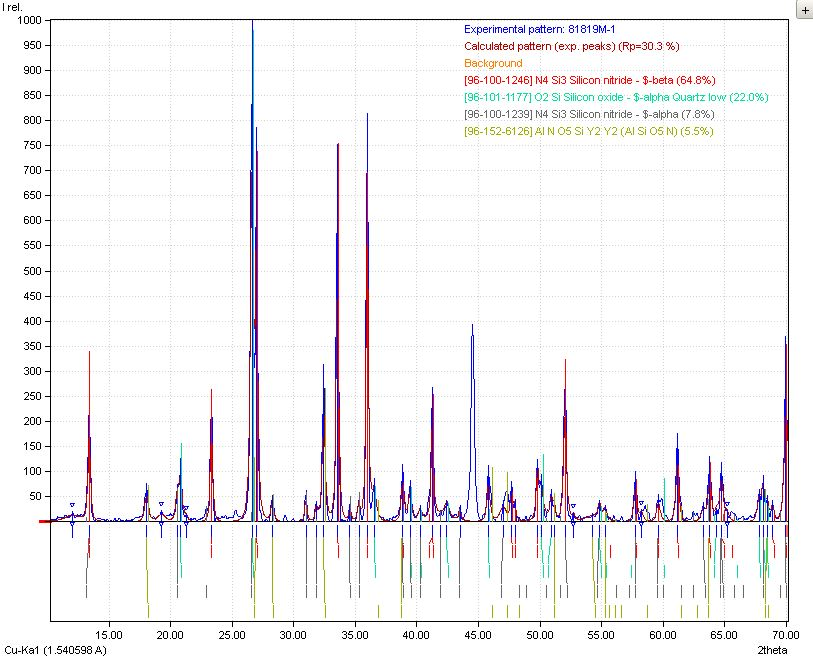 I rel.
Experimental pattern: 81819M-1
Calculated pattern (exp. peaks) (Rp=30.3 %)
Background
[96-100-1246] N4 Si3 Silicon nitride - $-beta (64.8%)
[96-101-1177] O2 Si Silicon oxide - $-alpha Quartz low (22.0%)
[96-100-1239] N4 Si3 Silicon nitride - $-alpha (7.8%)
[96-152-6126] Al N O5 Si Y2 Y2 (Al Si O5 N) (5.5%)
+
1000
950
900
850
800
750
700
650
600
550
500
450
400
350
300
250
200
150
100
50
15.00 20.00 25.00 30.00 35.00 40.00 45.00 50.00 55.00 60.00 65.00 70.00
Cu-Ka1 (1.540598 A) 2theta